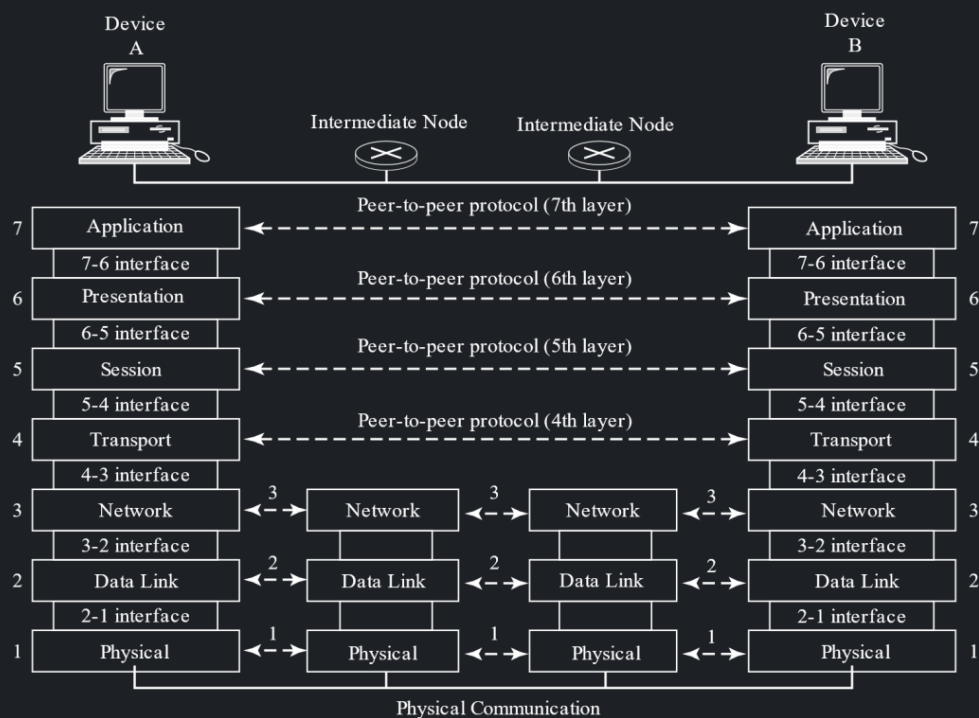 Device
A
Device
B
Intermediate Node
Intermediate Node
Peer-to-peer protocol (7th layer)
7
Application
Application
7
7-6 interface
7-6 interface
Peer-to-peer protocol (6th layer)
6
Presentation
Presentation
6
6-5 interface
6-5 interface
Peer-to-peer protocol (5th layer)
5
Session
Session
5
5-4 interface
5-4 interface
Peer-to-peer protocol (4th layer)
4
Transport
Transport
4
4-3 interface
4-3 interface
3
3
3
3
Network
Network
Network
Network
3
3-2 interface
3-2 interface
2
2
2
2
Data Link
Data Link
Data Link
Data Link
2
2-1 interface
2-1 interface
1
1
1
1
Physical
Physical
Physical
Physical
1
Physical Communication